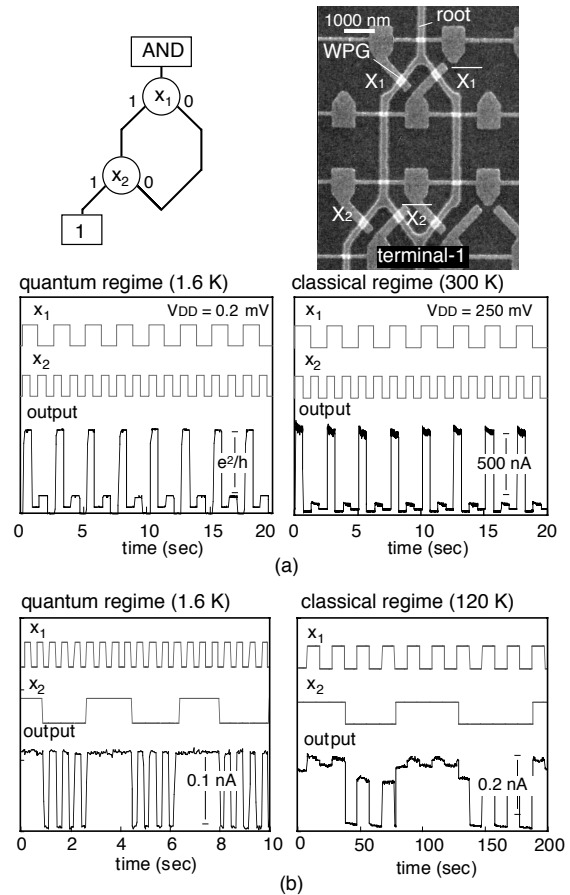 AND
x1
1 0
x2
1 0
1
1000 nm
root
WPG
X1
X1
X2
X2
terminal-1
quantum regime (1.6 K)
VDD = 0.2 mV
x1
x2
output
e²/h
0 5 10 15 20
time (sec)
classical regime (300 K)
VDD = 250 mV
x1
x2
output
500 nA
0 5 10 15 20
time (sec)
(a)
quantum regime (1.6 K)
x1
x2
output
0.1 nA
0 2 4 6 8 10
time (sec)
classical regime (120 K)
x1
x2
output
0.2 nA
0 50 100 150 200
time (sec)
(b)